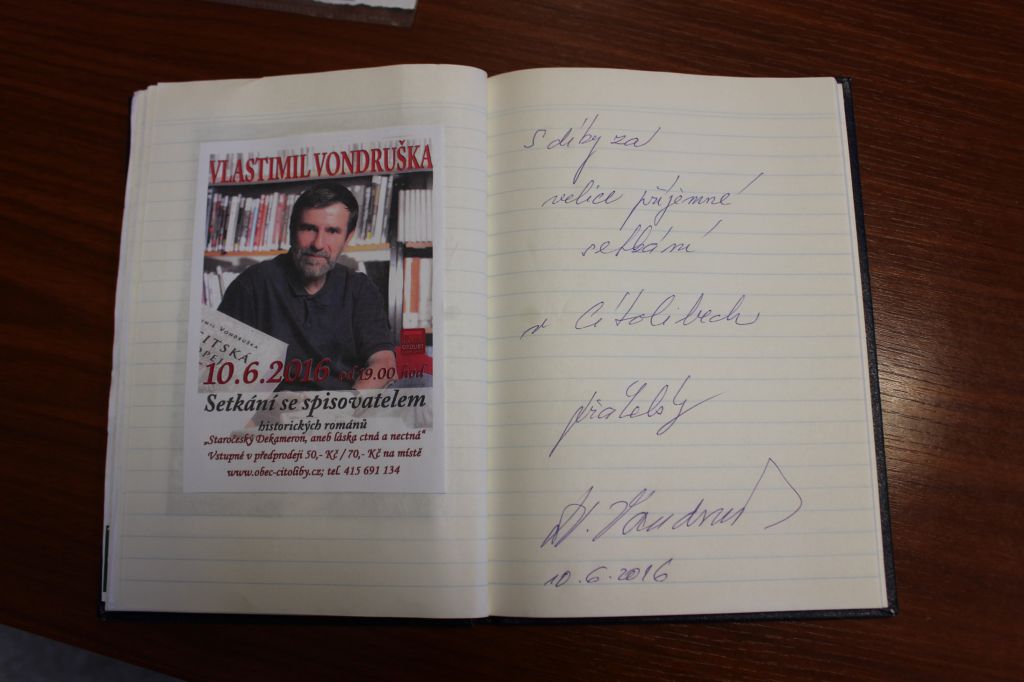 VLASTIMIL VONDRUŠKA
VONDRUŠKA
10.6.2016 od 19.00 hod
Setkání se spisovatelem
historických románů
„Staročeský Dekameron, aneb láska ctná a nectná“
Vstupné v předprodeji 50,- Kč / 70,- Kč na místě
www.obec-citoliby.cz; tel. 415 691 134
S díky za
velice příjemné
setkání
v Citolibech
přátelsky
10.6.2016